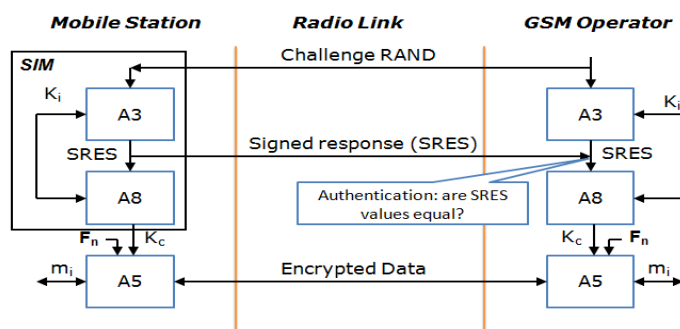 Mobile Station Radio Link GSM Operator
SIM
Challenge RAND
Ki Ki
A3 A3
SRES Signed response (SRES) SRES
A8 A8
Authentication: are SRES
values equal?
Fn Kc Kc Fn
mi A5 Encrypted Data A5 mi